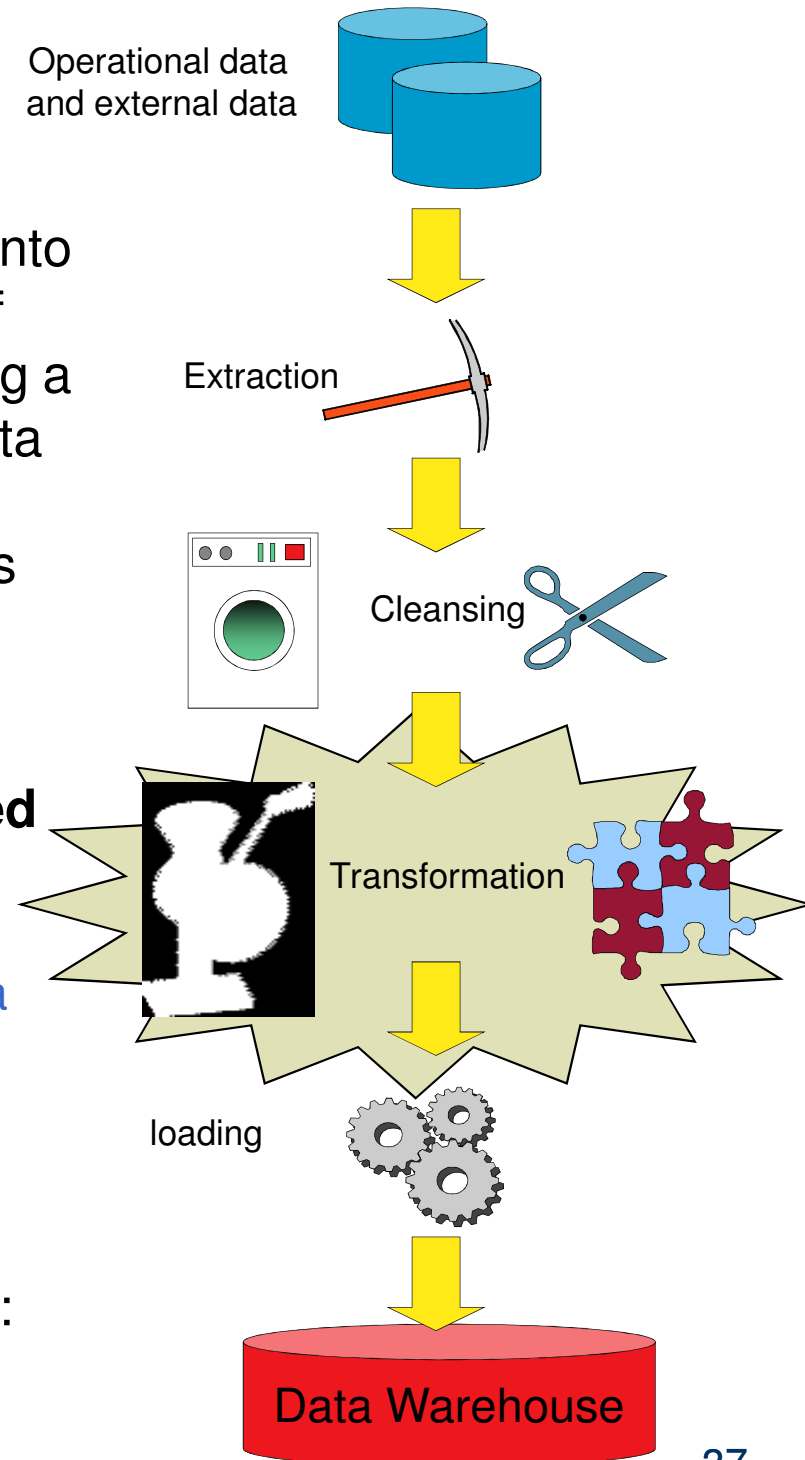 Operational data
and external data
nto
g a
Extraction
ta
s
Cleansing
ed
Transformation
a
loading
:
Data Warehouse